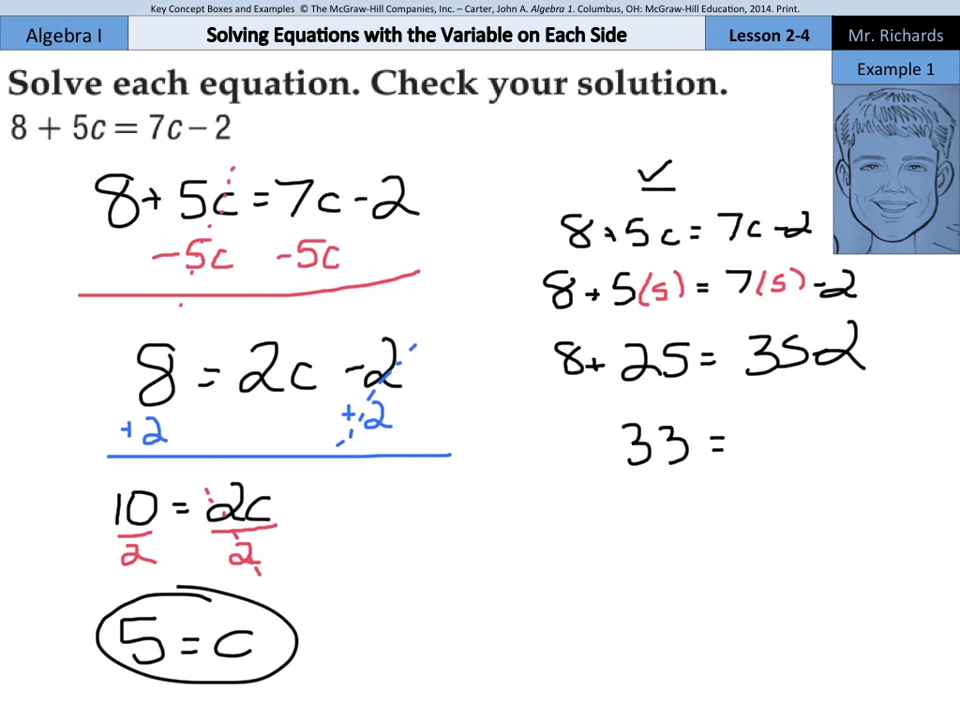 Key Concept Boxes and Examples © The McGraw-Hill Companies, Inc. – Carter, John A. Algebra 1. Columbus, OH: McGraw-Hill Education, 2014. Print.
Algebra I
Solving Equations with the Variable on Each Side
Lesson 2-4
Mr. Richards
Example 1
Solve each equation. Check your solution.
8 + 5c = 7c – 2
8 + 5c = 7c - 2
-5c -5c
8 = 2c - 2
+2 +2
10 = 2c
2 2
5 = c
✓
8 + 5c = 7c - 2
8 + 5(5) = 7(5) - 2
8 + 25 = 35-2
33 =